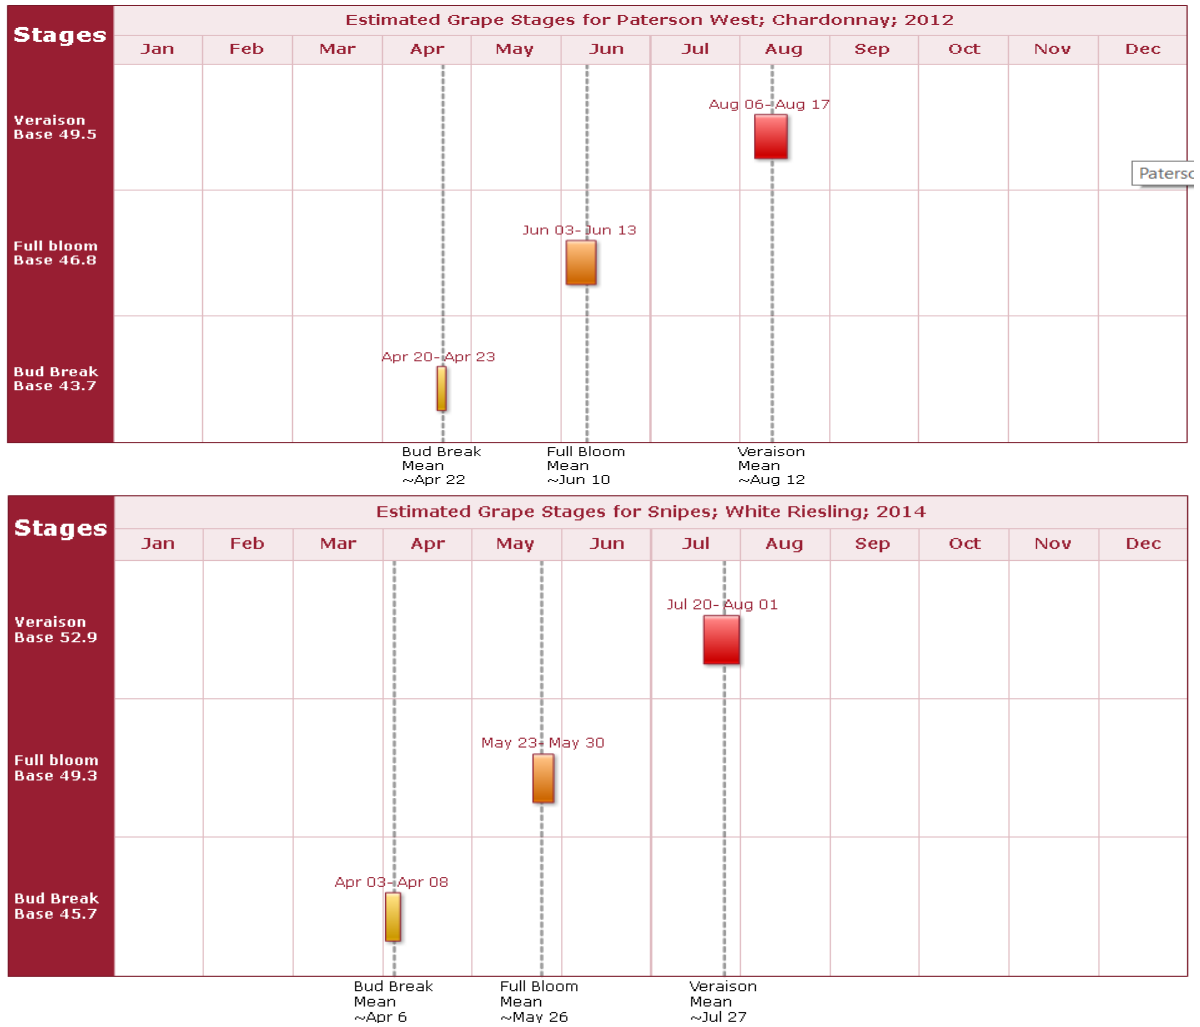 Stages
Estimated Grape Stages for Paterson West; Chardonnay; 2012
Jan Feb Mar Apr May Jun Jul Aug Sep Oct Nov Dec
Aug 06-Aug 17
Veraison
Base 49.5
Paterso
Jun 03-Jun 13
Full bloom
Base 46.8
Apr 20-Apr 23
Bud Break
Base 43.7
Bud Break Full Bloom Veraison
Mean Mean Mean
~Apr 22 ~Jun 10 ~Aug 12
Stages
Estimated Grape Stages for Snipes; White Riesling; 2014
Jan Feb Mar Apr May Jun Jul Aug Sep Oct Nov Dec
Jul 20-Aug 01
Veraison
Base 52.9
May 23-May 30
Full bloom
Base 49.3
Apr 03-Apr 08
Bud Break
Base 45.7
Bud Break Full Bloom Veraison
Mean Mean Mean
~Apr 6 ~May 26 ~Jul 27